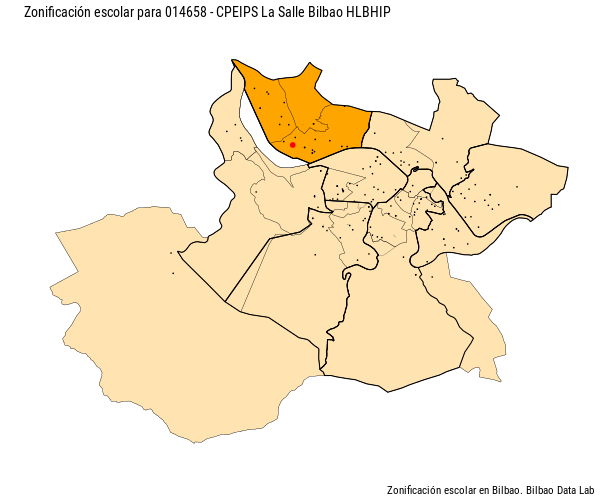 Zonificación escolar para 014658 - CPEIPS La Salle Bilbao HLBHIP
Zonificación escolar en Bilbao. Bilbao Data Lab